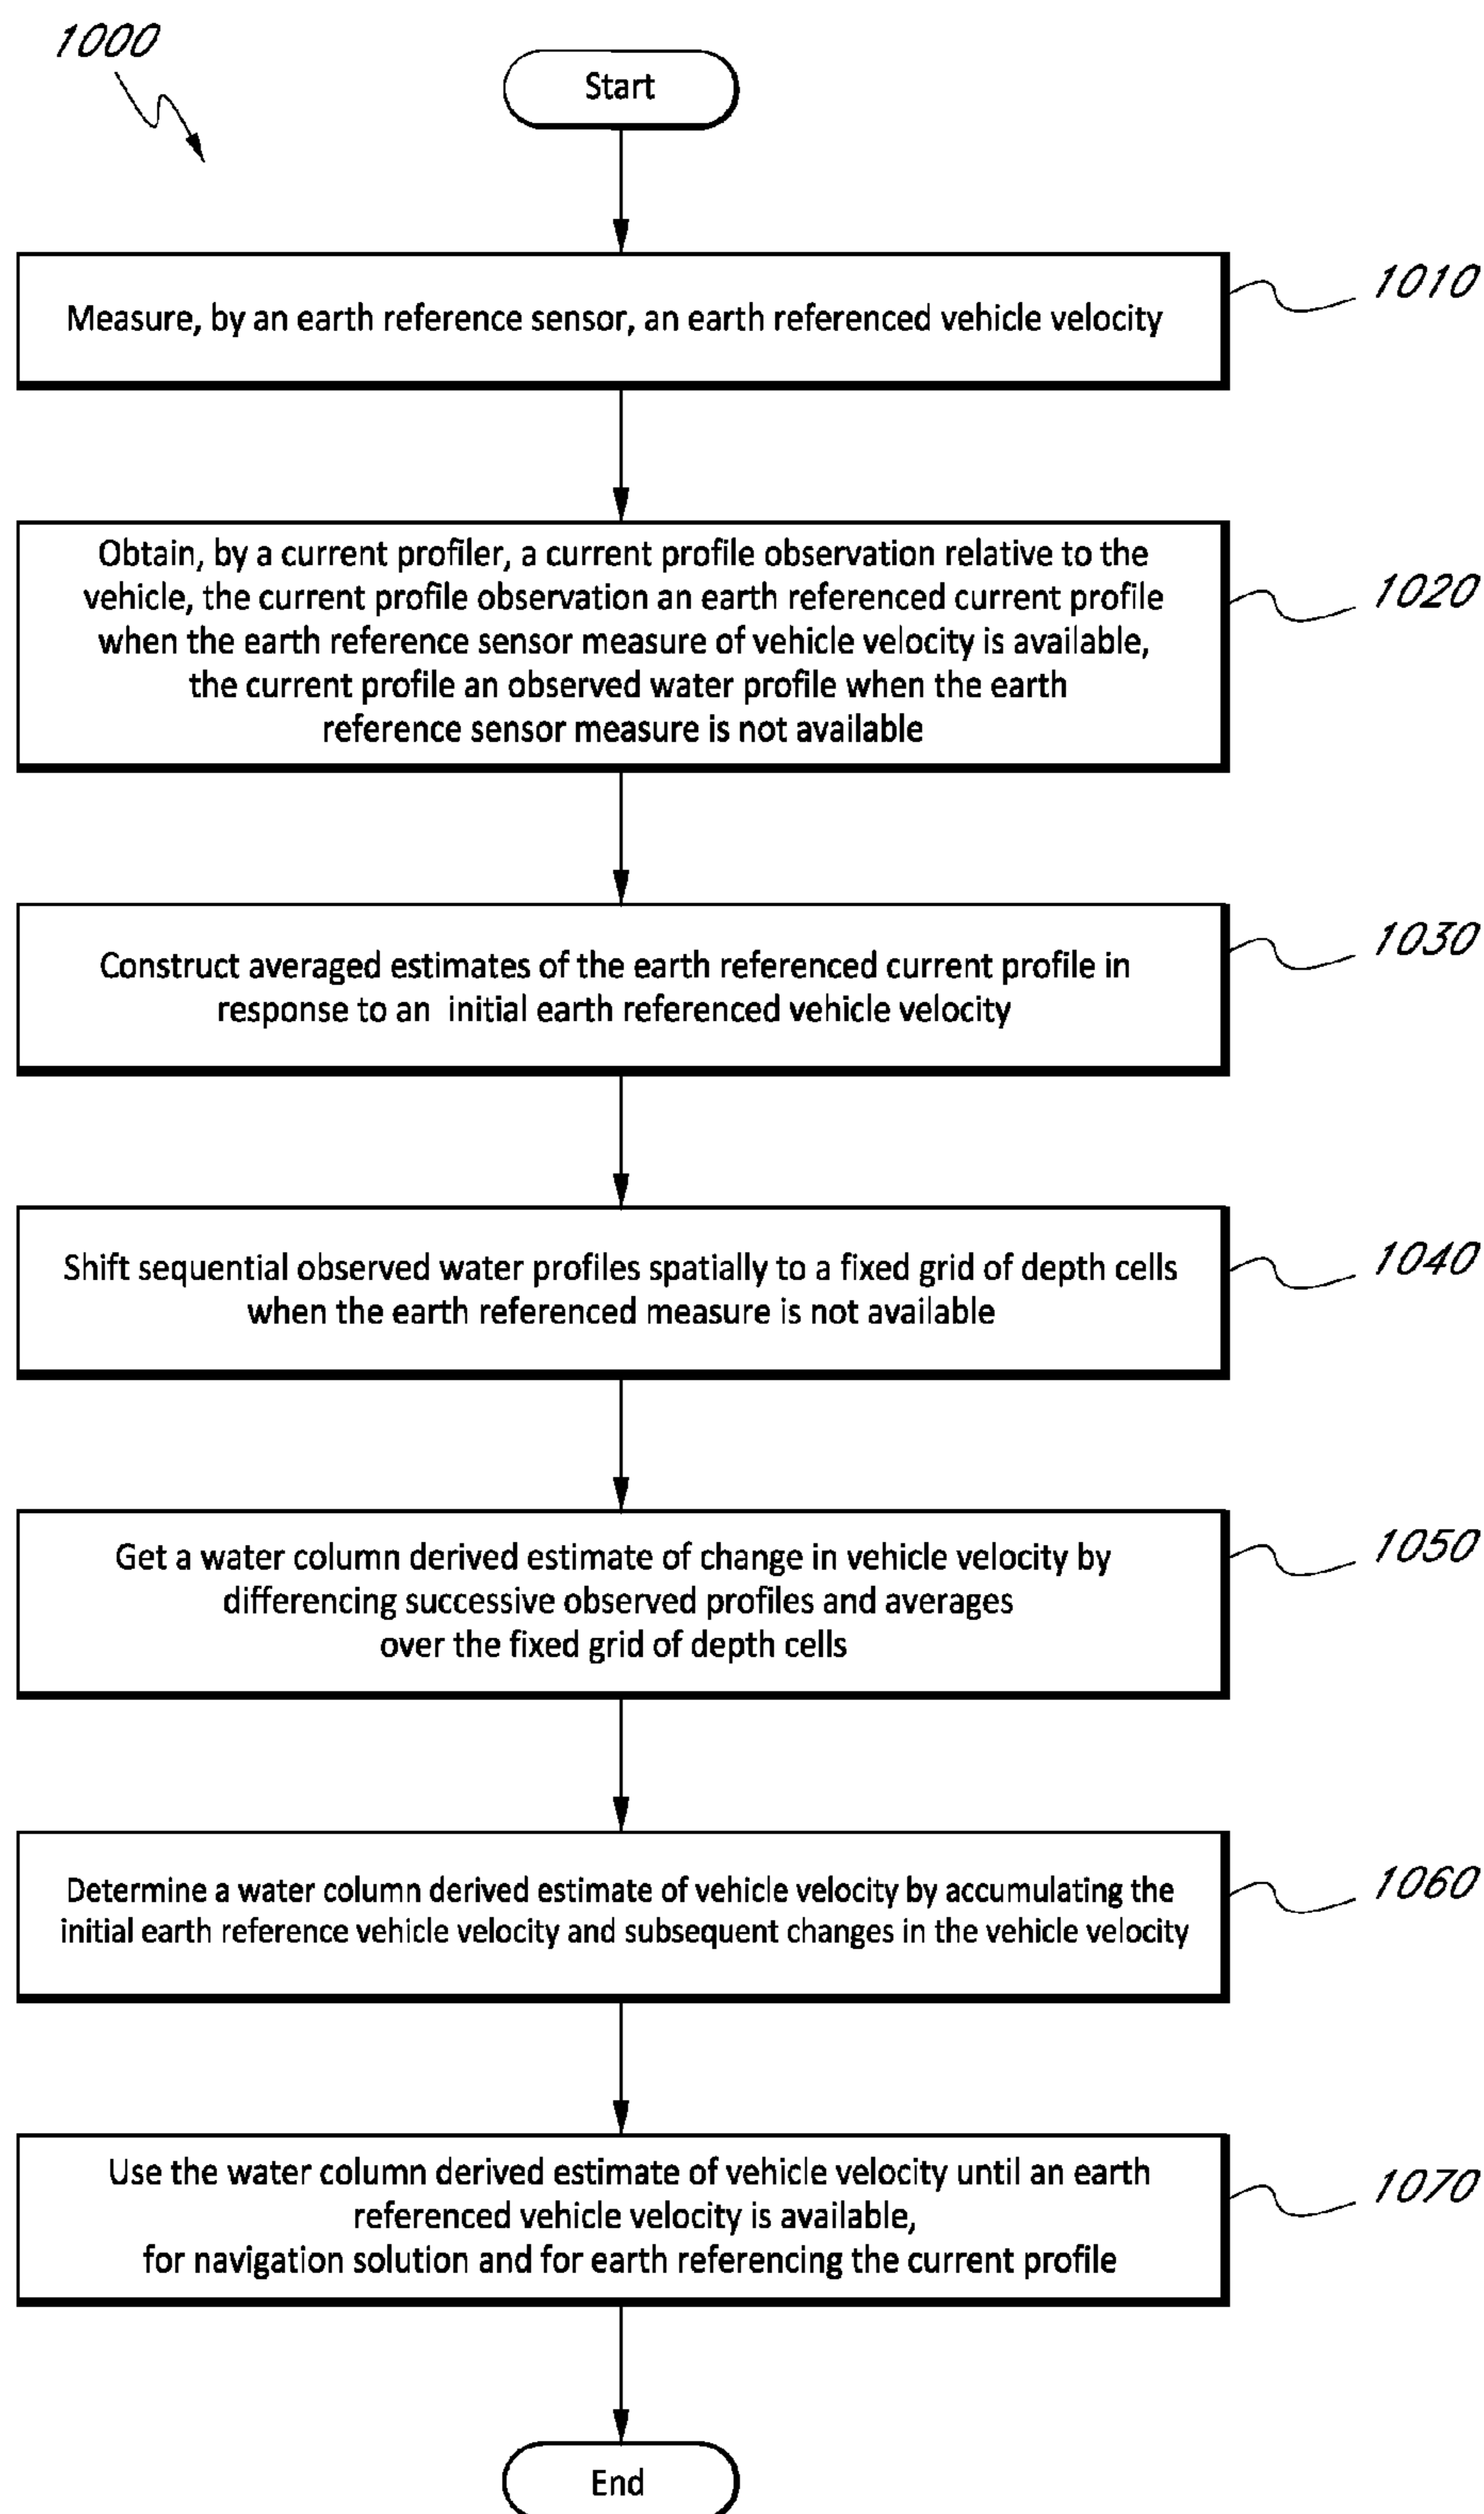 1000
Start
Measure, by an earth reference sensor, an earth referenced vehicle velocity
1010
Obtain, by a current profiler, a current profile observation relative to the
vehicle, the current profile observation an earth referenced current profile
when the earth reference sensor measure of vehicle velocity is available,
the current profile an observed water profile when the earth
reference sensor measure is not available
1020
Construct averaged estimates of the earth referenced current profile in
response to an initial earth referenced vehicle velocity
1030
Shift sequential observed water profiles spatially to a fixed grid of depth cells
when the earth referenced measure is not available
1040
Get a water column derived estimate of change in vehicle velocity by
differencing successive observed profiles and averages
over the fixed grid of depth cells
1050
Determine a water column derived estimate of vehicle velocity by accumulating the
initial earth reference vehicle velocity and subsequent changes in the vehicle velocity
1060
Use the water column derived estimate of vehicle velocity until an earth
referenced vehicle velocity is available,
for navigation solution and for earth referencing the current profile
1070
End